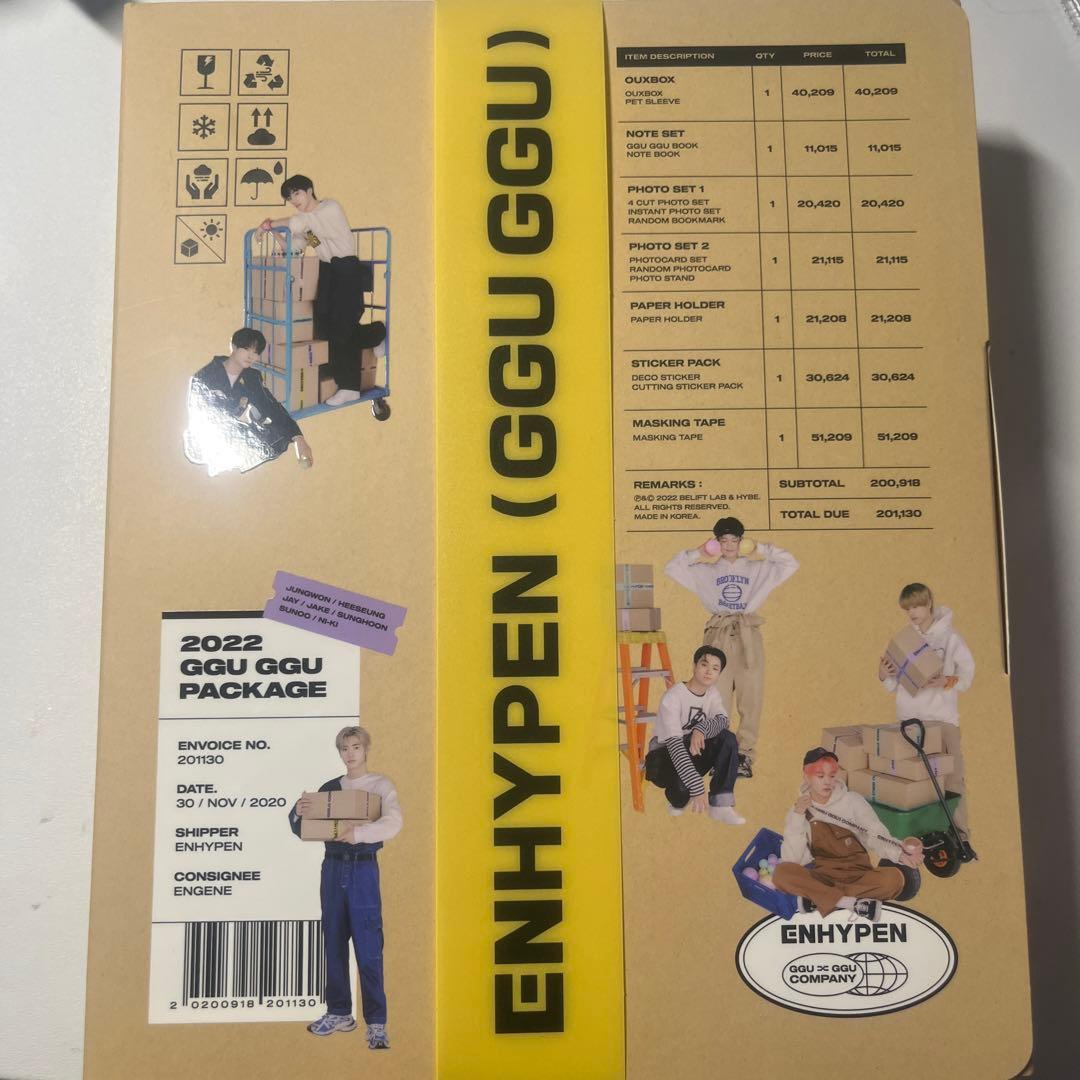 ENHYPEN (GGU GGU)
JUNGWON / HEESEUNG
JAY / JAKE / SUNGHOON
SUNOO / NI-KI
2022
GGU GGU
PACKAGE
ENVOICE NO.
201130
DATE.
30 / NOV / 2020
SHIPPER
ENHYPEN
CONSIGNEE
ENGENE
2 0200918 201130
ITEM DESCRIPTION QTY PRICE TOTAL
OUXBOX
OUXBOX
PET SLEEVE
1 40,209 40,209
NOTE SET
GGU GGU BOOK
NOTE BOOK
1 11,015 11,015
PHOTO SET 1
4 CUT PHOTO SET
INSTANT PHOTO SET
RANDOM BOOKMARK
1 20,420 20,420
PHOTO SET 2
PHOTOCARD SET
RANDOM PHOTOCARD
PHOTO STAND
1 21,115 21,115
PAPER HOLDER
PAPER HOLDER
1 21,208 21,208
STICKER PACK
DECO STICKER
CUTTING STICKER PACK
1 30,624 30,624
MASKING TAPE
MASKING TAPE
1 51,209 51,209
REMARKS :
℗&© 2022 BELIFT LAB & HYBE.
ALL RIGHTS RESERVED.
MADE IN KOREA.
SUBTOTAL 200,918
TOTAL DUE 201,130
BROOKLYN
BASKETBALL
ENHYPEN
GGU GGU
COMPANY